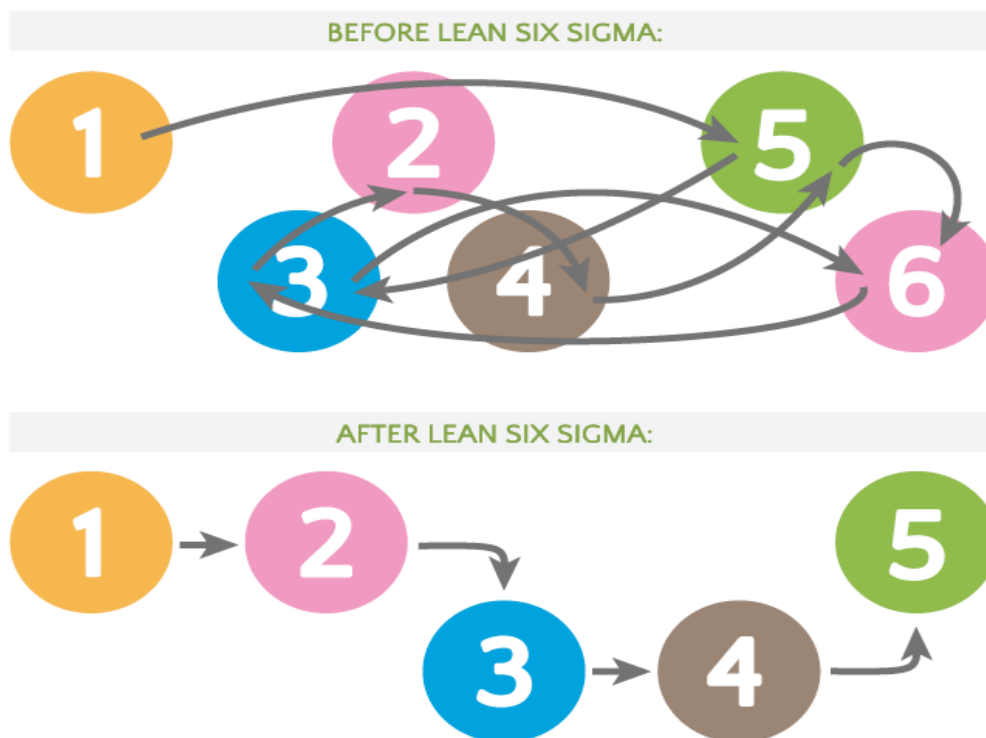 BEFORE LEAN SIX SIGMA:
1 2 5
3 4 6
AFTER LEAN SIX SIGMA:
1 2 5
3 4